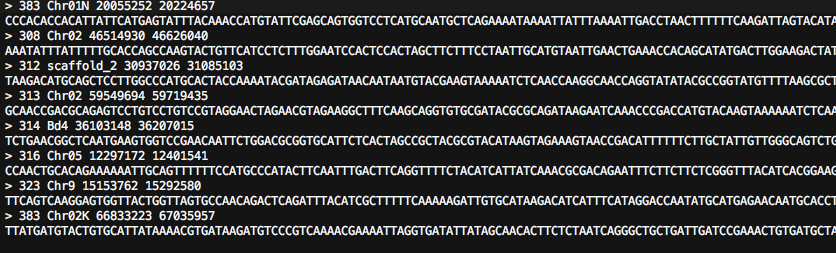 > 383 Chr01N 20055252 20224657
CCCACACCACATTATTCATGAGTATTTACAAACCATGTATTCGAGCAGTGGTCCTCATGCAATGCTCAGAAAATAAAATTATTTAAAATTGACCTAACTTTTTTCAAGATTAGTACATA
> 308 Chr02 46514930 46626040
AAATATTTATTTTTGCACCAGCCAAGTACTGTTCATCCTCTTTGGAATCCACTCCACTAGCTTCTTTCCTAATTGCATGTAATTGAACTGAAACCACAGCATATGACTTGGAAGACTAT
> 312 scaffold_2 30937026 31085103
TAAGACATGCAGCTCCTTGGCCCATGCACTACCAAAATACGATAGAGATAACAATAATGTACGAAGTAAAAATCTCAACCAAGGCAACCAGGTATATACGCCGGTATGTTTTAAGCGCT
> 313 Chr02 59549694 59719435
GCAACCGACGCAGAGTCCTGTCCTGTCCGTAGGAACTAGAACGTAGAAGGCTTTCAAGCAGGTGTGCGATACGCGCAGATAAGAATCAAACCCGACCATGTACAAGTAAAAAATCTCAA
> 314 Bd4 36103148 36207015
TCTGAACGGCTCAATGAAGTGGTCCGAACAATTCTGGACGCGGTGCATTCTCACTAGCCGCTACGCGTACATAAGTAGAAAGTAACCGACATTTTTTCTTGCTATTGTTGGGCAGTCTG
> 316 Chr05 12297172 12401541
CCAACTGCACAGAAAAAATTGCAGTTTTTTCCATGCCCATACTTCAATTTGACTTCAGGTTTTCTACATCATTATCAAACGCGACAGAATTTCTTCTTCTCGGGTTTACATCACGGAAG
> 323 Chr9 15153762 15292580
TTCAGTCAAGGAGTGGTTACTGGTTAGTGCCAACAGACTCAGATTTACATCGCTTTTTCAAAAAGATTGTGCATAAGACATCATTTCATAGGACCAATATGCATGAGAACAATGCACCT
> 383 Chr02K 66833223 67035957
TTATGATGTACTGTGCATTATAAAACGTGATAAGATGTCCCGTCAAAACGAAAATTAGGTGATATTATAGCAACACTTCTCTAATCAGGGCTGCTGATTGATCCGAAACTGTGATGCTA